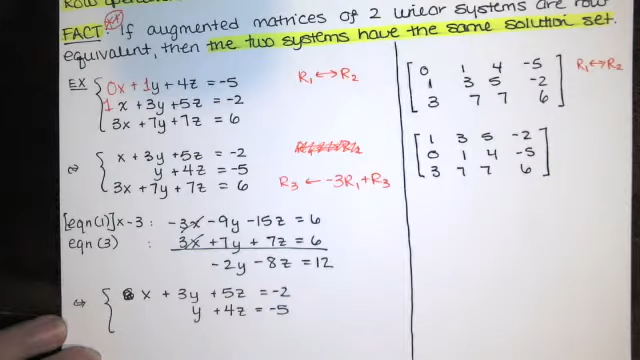 FACT: ** If augmented matrices of 2 linear systems are row
equivalent, then the two systems have the same solution set.
EX { 0x + 1y + 4z = -5
1x + 3y + 5z = -2
3x + 7y + 7z = 6
R₁ ↔ R₂
⇔ { x + 3y + 5z = -2
y + 4z = -5
3x + 7y + 7z = 6
R₃ ← -3R₁ + R₃
[eqn(1)] x -3 : -3x - 9y - 15z = 6
eqn (3) : 3x + 7y + 7z = 6
-2y - 8z = 12
⇔ { x + 3y + 5z = -2
y + 4z = -5
[ 0 1 4 -5 ] R₁ ↔ R₂
1 3 5 -2
3 7 7 6
[ 1 3 5 -2 ]
0 1 4 -5
3 7 7 6